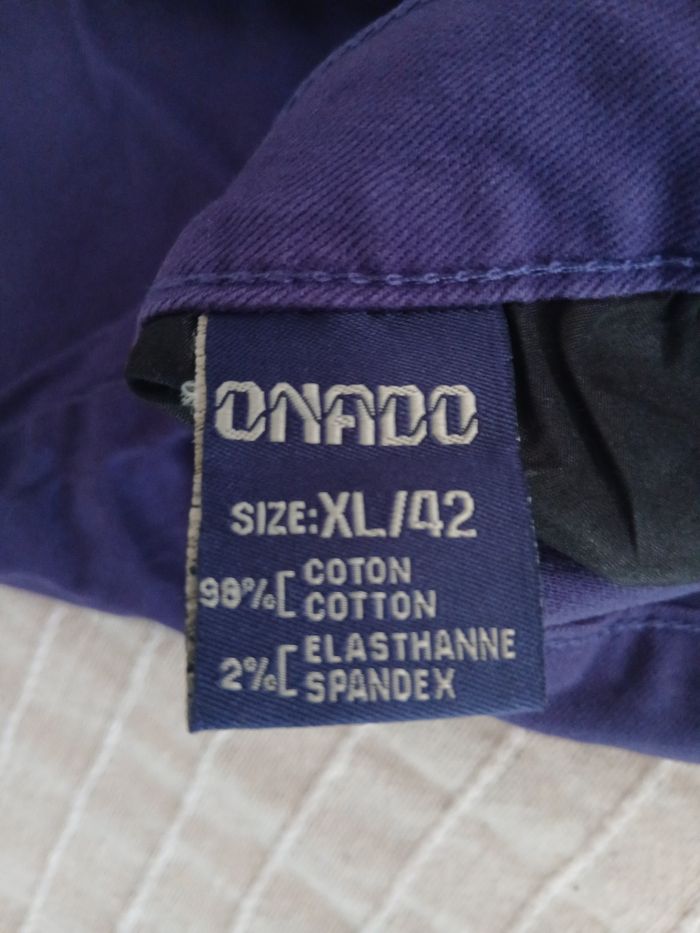 ONADO
SIZE:XL/42
98%[ COTON
COTTON
2%[ ELASTHANNE
SPANDEX